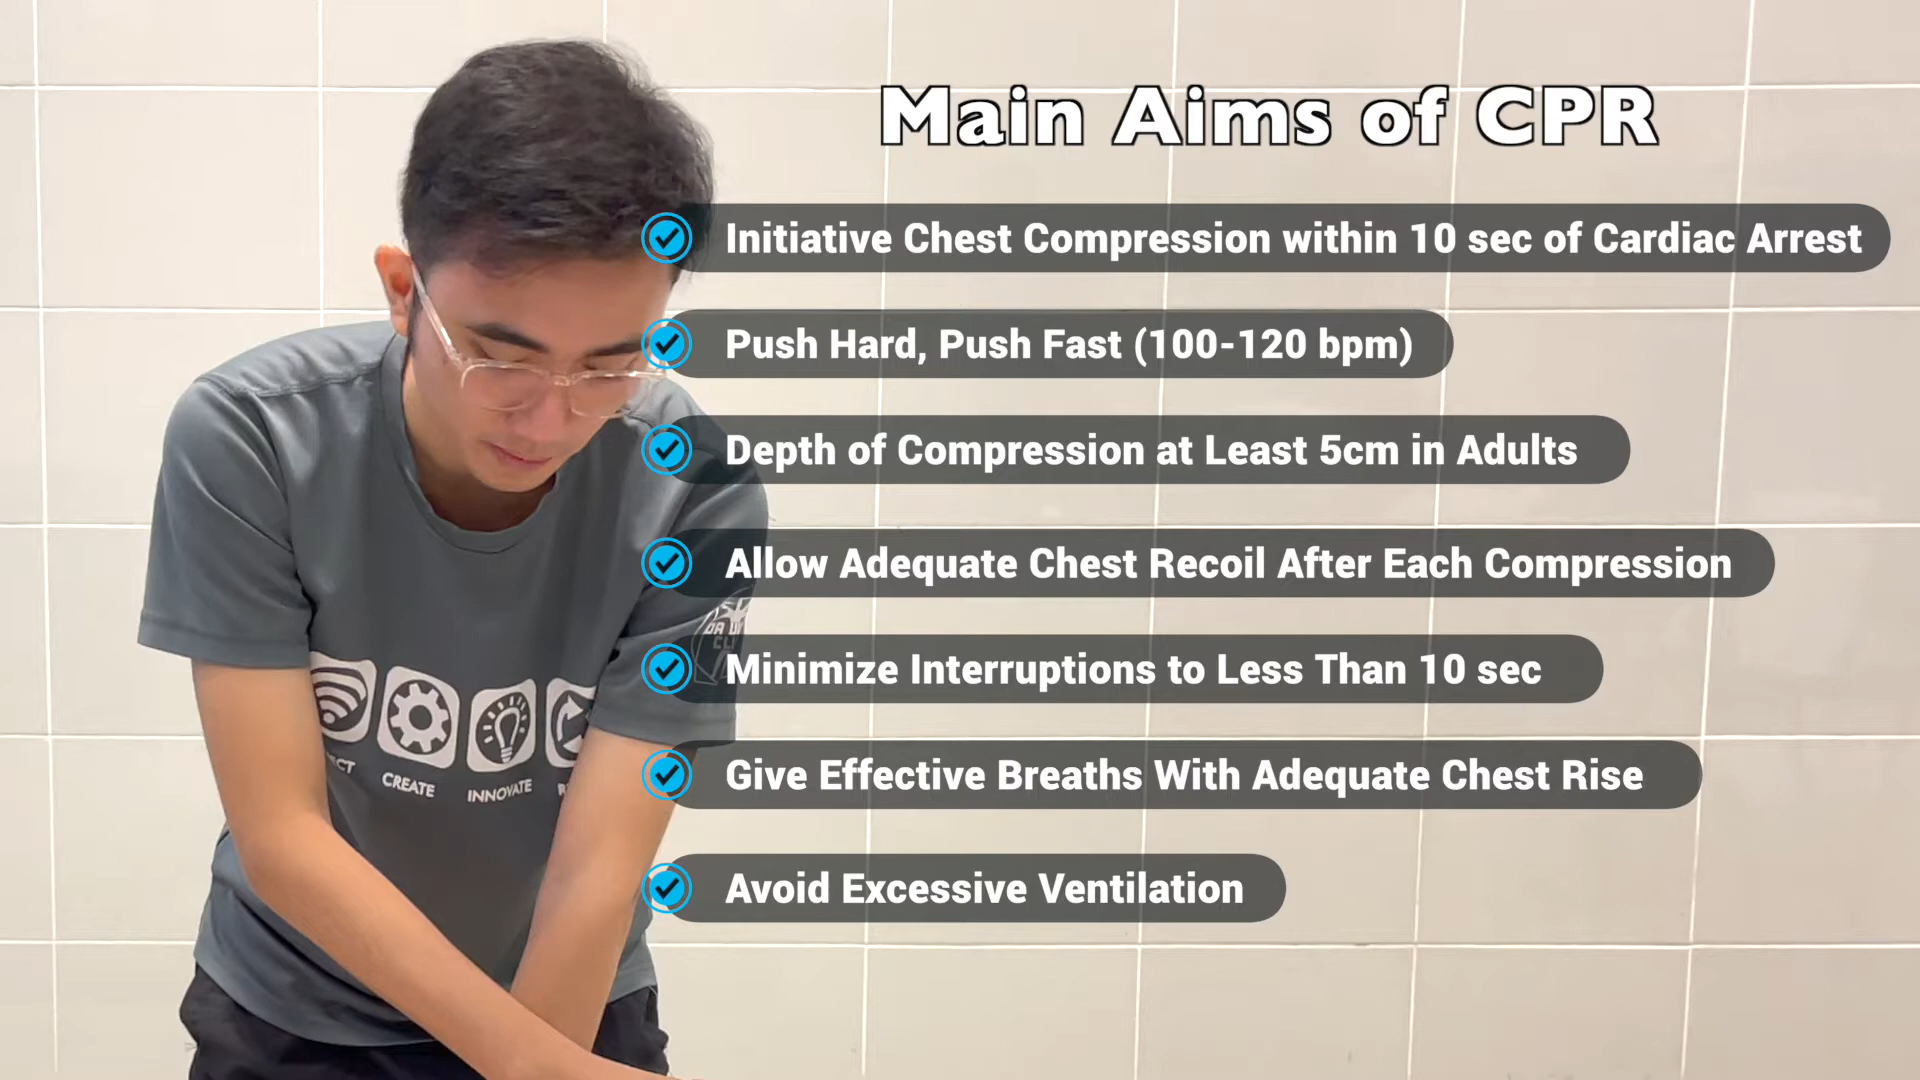 Main Aims of CPR
Initiative Chest Compression within 10 sec of Cardiac Arrest
Push Hard, Push Fast (100-120 bpm)
Depth of Compression at Least 5cm in Adults
Allow Adequate Chest Recoil After Each Compression
Minimize Interruptions to Less Than 10 sec
Give Effective Breaths With Adequate Chest Rise
Avoid Excessive Ventilation
CREATE
INNOVATE